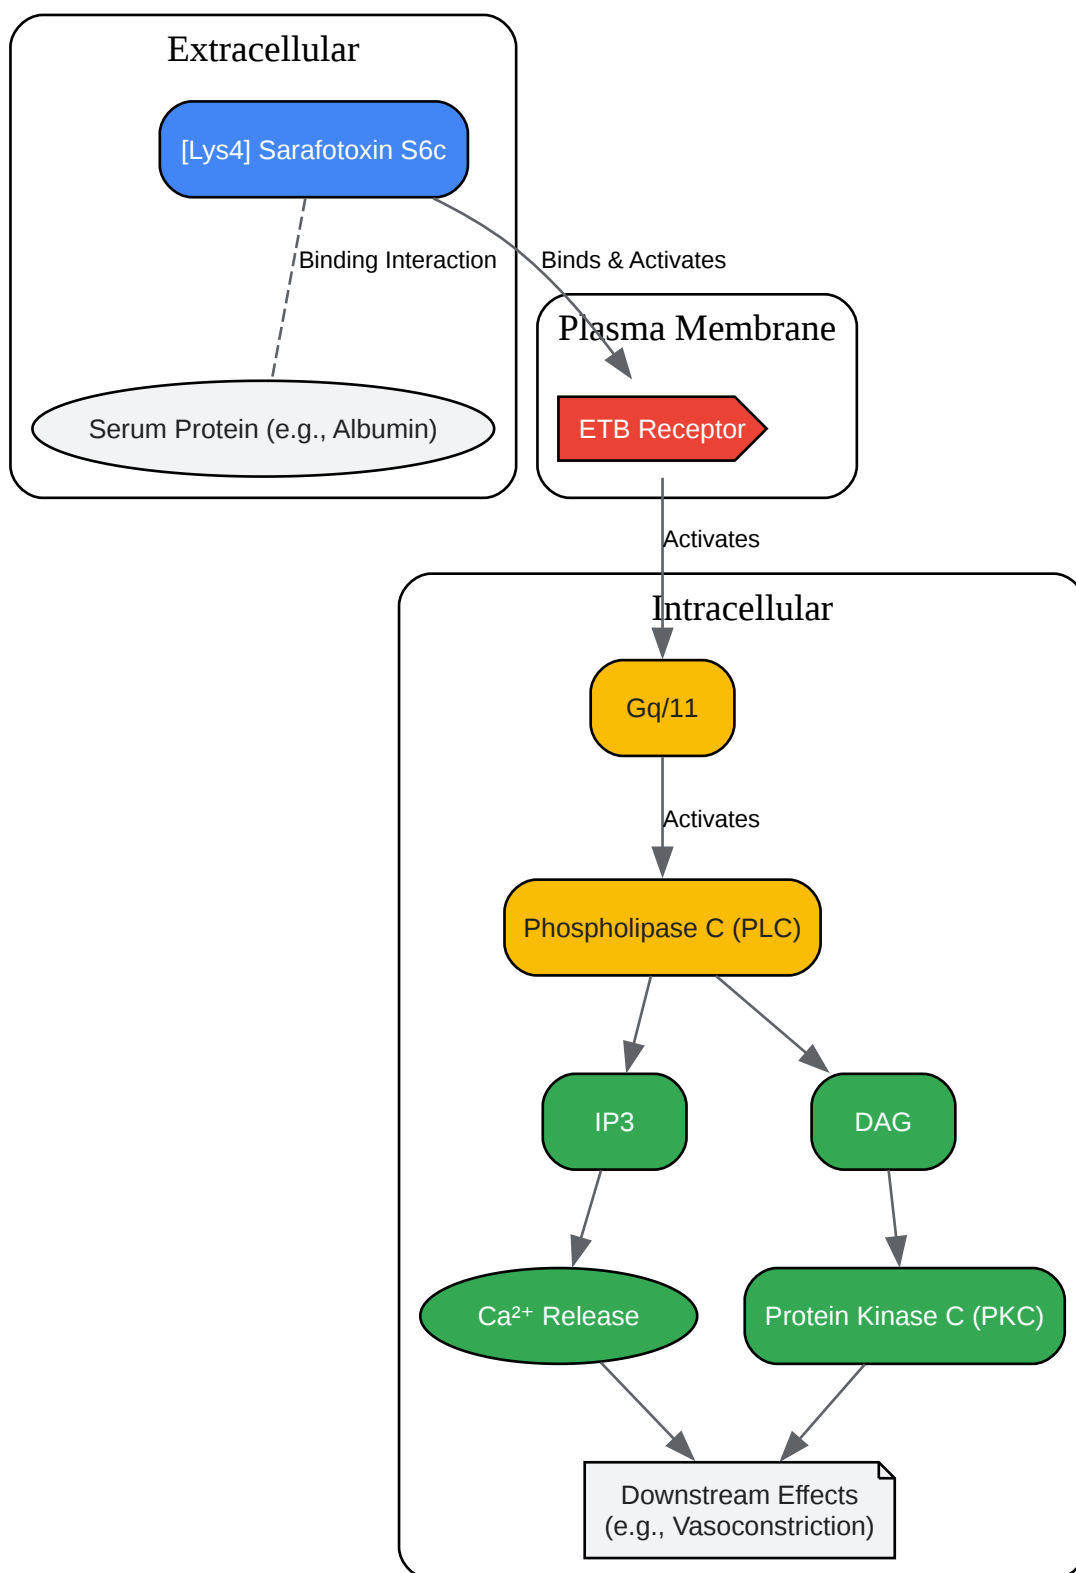 Extracellular
[Lys4] Sarafotoxin S6c
Binding Interaction
Binds & Activates
Plasma Membrane
Serum Protein (e.g., Albumin)
ETB Receptor
Activates
Intracellular
Gq/11
Activates
Phospholipase C (PLC)
IP3
DAG
Ca²⁺ Release
Protein Kinase C (PKC)
Downstream Effects
(e.g., Vasoconstriction)